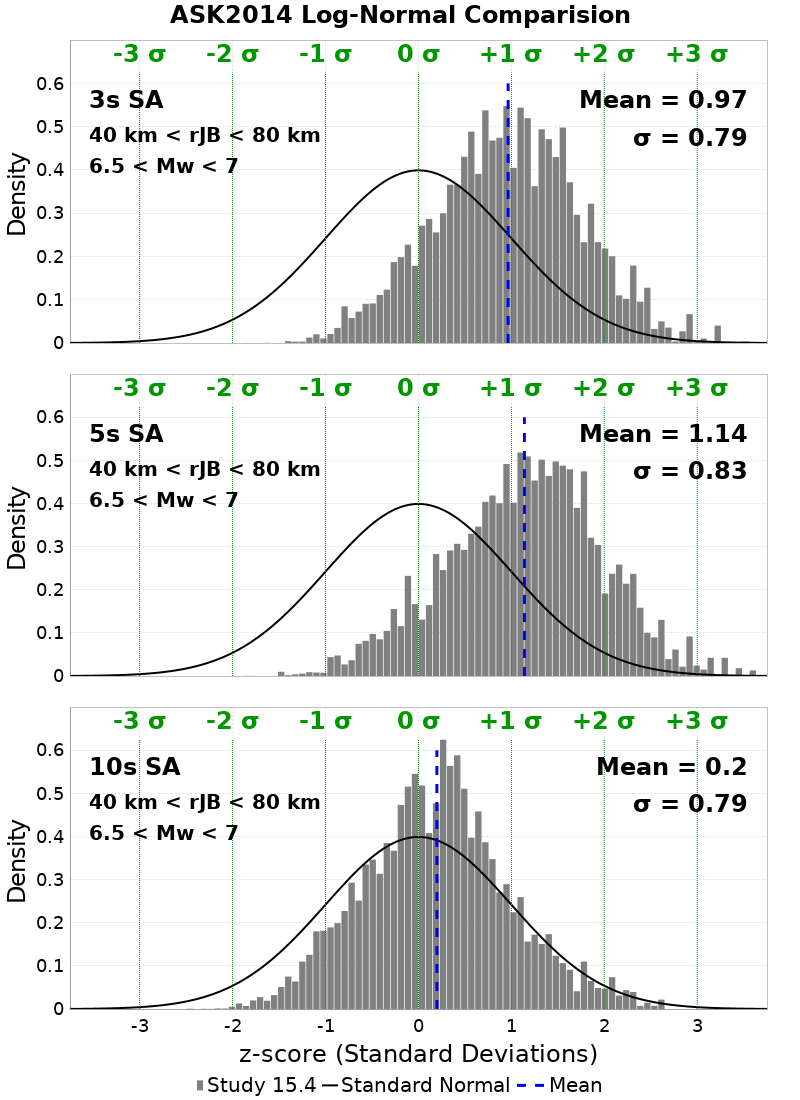 ASK2014 Log-Normal Comparision
-3 σ -2 σ -1 σ 0 σ +1 σ +2 σ +3 σ
3s SA
40 km < rJB < 80 km
6.5 < Mw < 7
Mean = 0.97
σ = 0.79
0.6
0.5
0.4
0.3
0.2
0.1
0
Density
-3 σ -2 σ -1 σ 0 σ +1 σ +2 σ +3 σ
5s SA
40 km < rJB < 80 km
6.5 < Mw < 7
Mean = 1.14
σ = 0.83
0.6
0.5
0.4
0.3
0.2
0.1
0
Density
-3 σ -2 σ -1 σ 0 σ +1 σ +2 σ +3 σ
10s SA
40 km < rJB < 80 km
6.5 < Mw < 7
Mean = 0.2
σ = 0.79
0.6
0.5
0.4
0.3
0.2
0.1
0
Density
-3 -2 -1 0 1 2 3
z-score (Standard Deviations)
Study 15.4 Standard Normal Mean